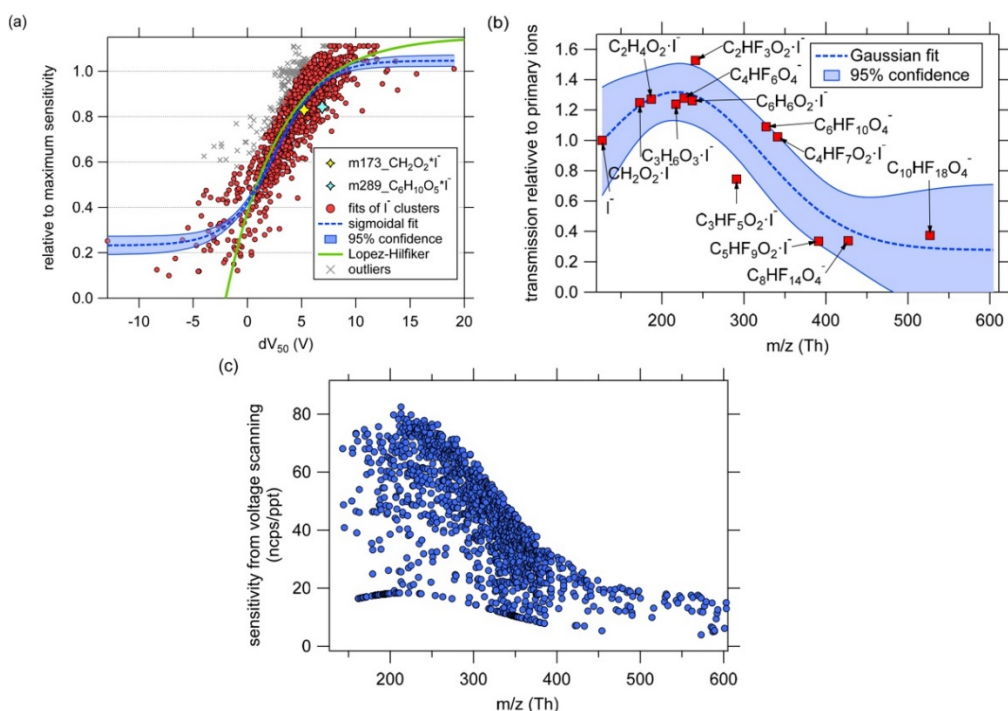 (a)
relative to maximum sensitivity
1.0
0.8
0.6
0.4
0.2
0.0
m173_CH₂O₂*I⁻
m289_C₆H₁₀O₅*I⁻
fits of I⁻ clusters
sigmoidal fit
95% confidence
Lopez-Hilfiker
outliers
-10 -5 0 5 10 15 20
dV₅₀ (V)
(b)
transmission relative to primary ions
1.6
1.4
1.2
1.0
0.8
0.6
0.4
0.2
0.0
Gaussian fit
95% confidence
C₂H₄O₂·I⁻
C₂HF₃O₂·I⁻
C₄HF₆O₄⁻
C₆H₆O₂·I⁻
C₆HF₁₀O₄⁻
C₄HF₇O₂·I⁻
C₁₀HF₁₈O₄⁻
C₃H₆O₃·I⁻
CH₂O₂·I⁻
I⁻
C₃HF₅O₂·I⁻
C₅HF₉O₂·I⁻
C₈HF₁₄O₄⁻
200 300 400 500 600
m/z (Th)
(c)
sensitivity from voltage scanning
(ncps/ppt)
80
60
40
20
0
200 300 400 500 600
m/z (Th)